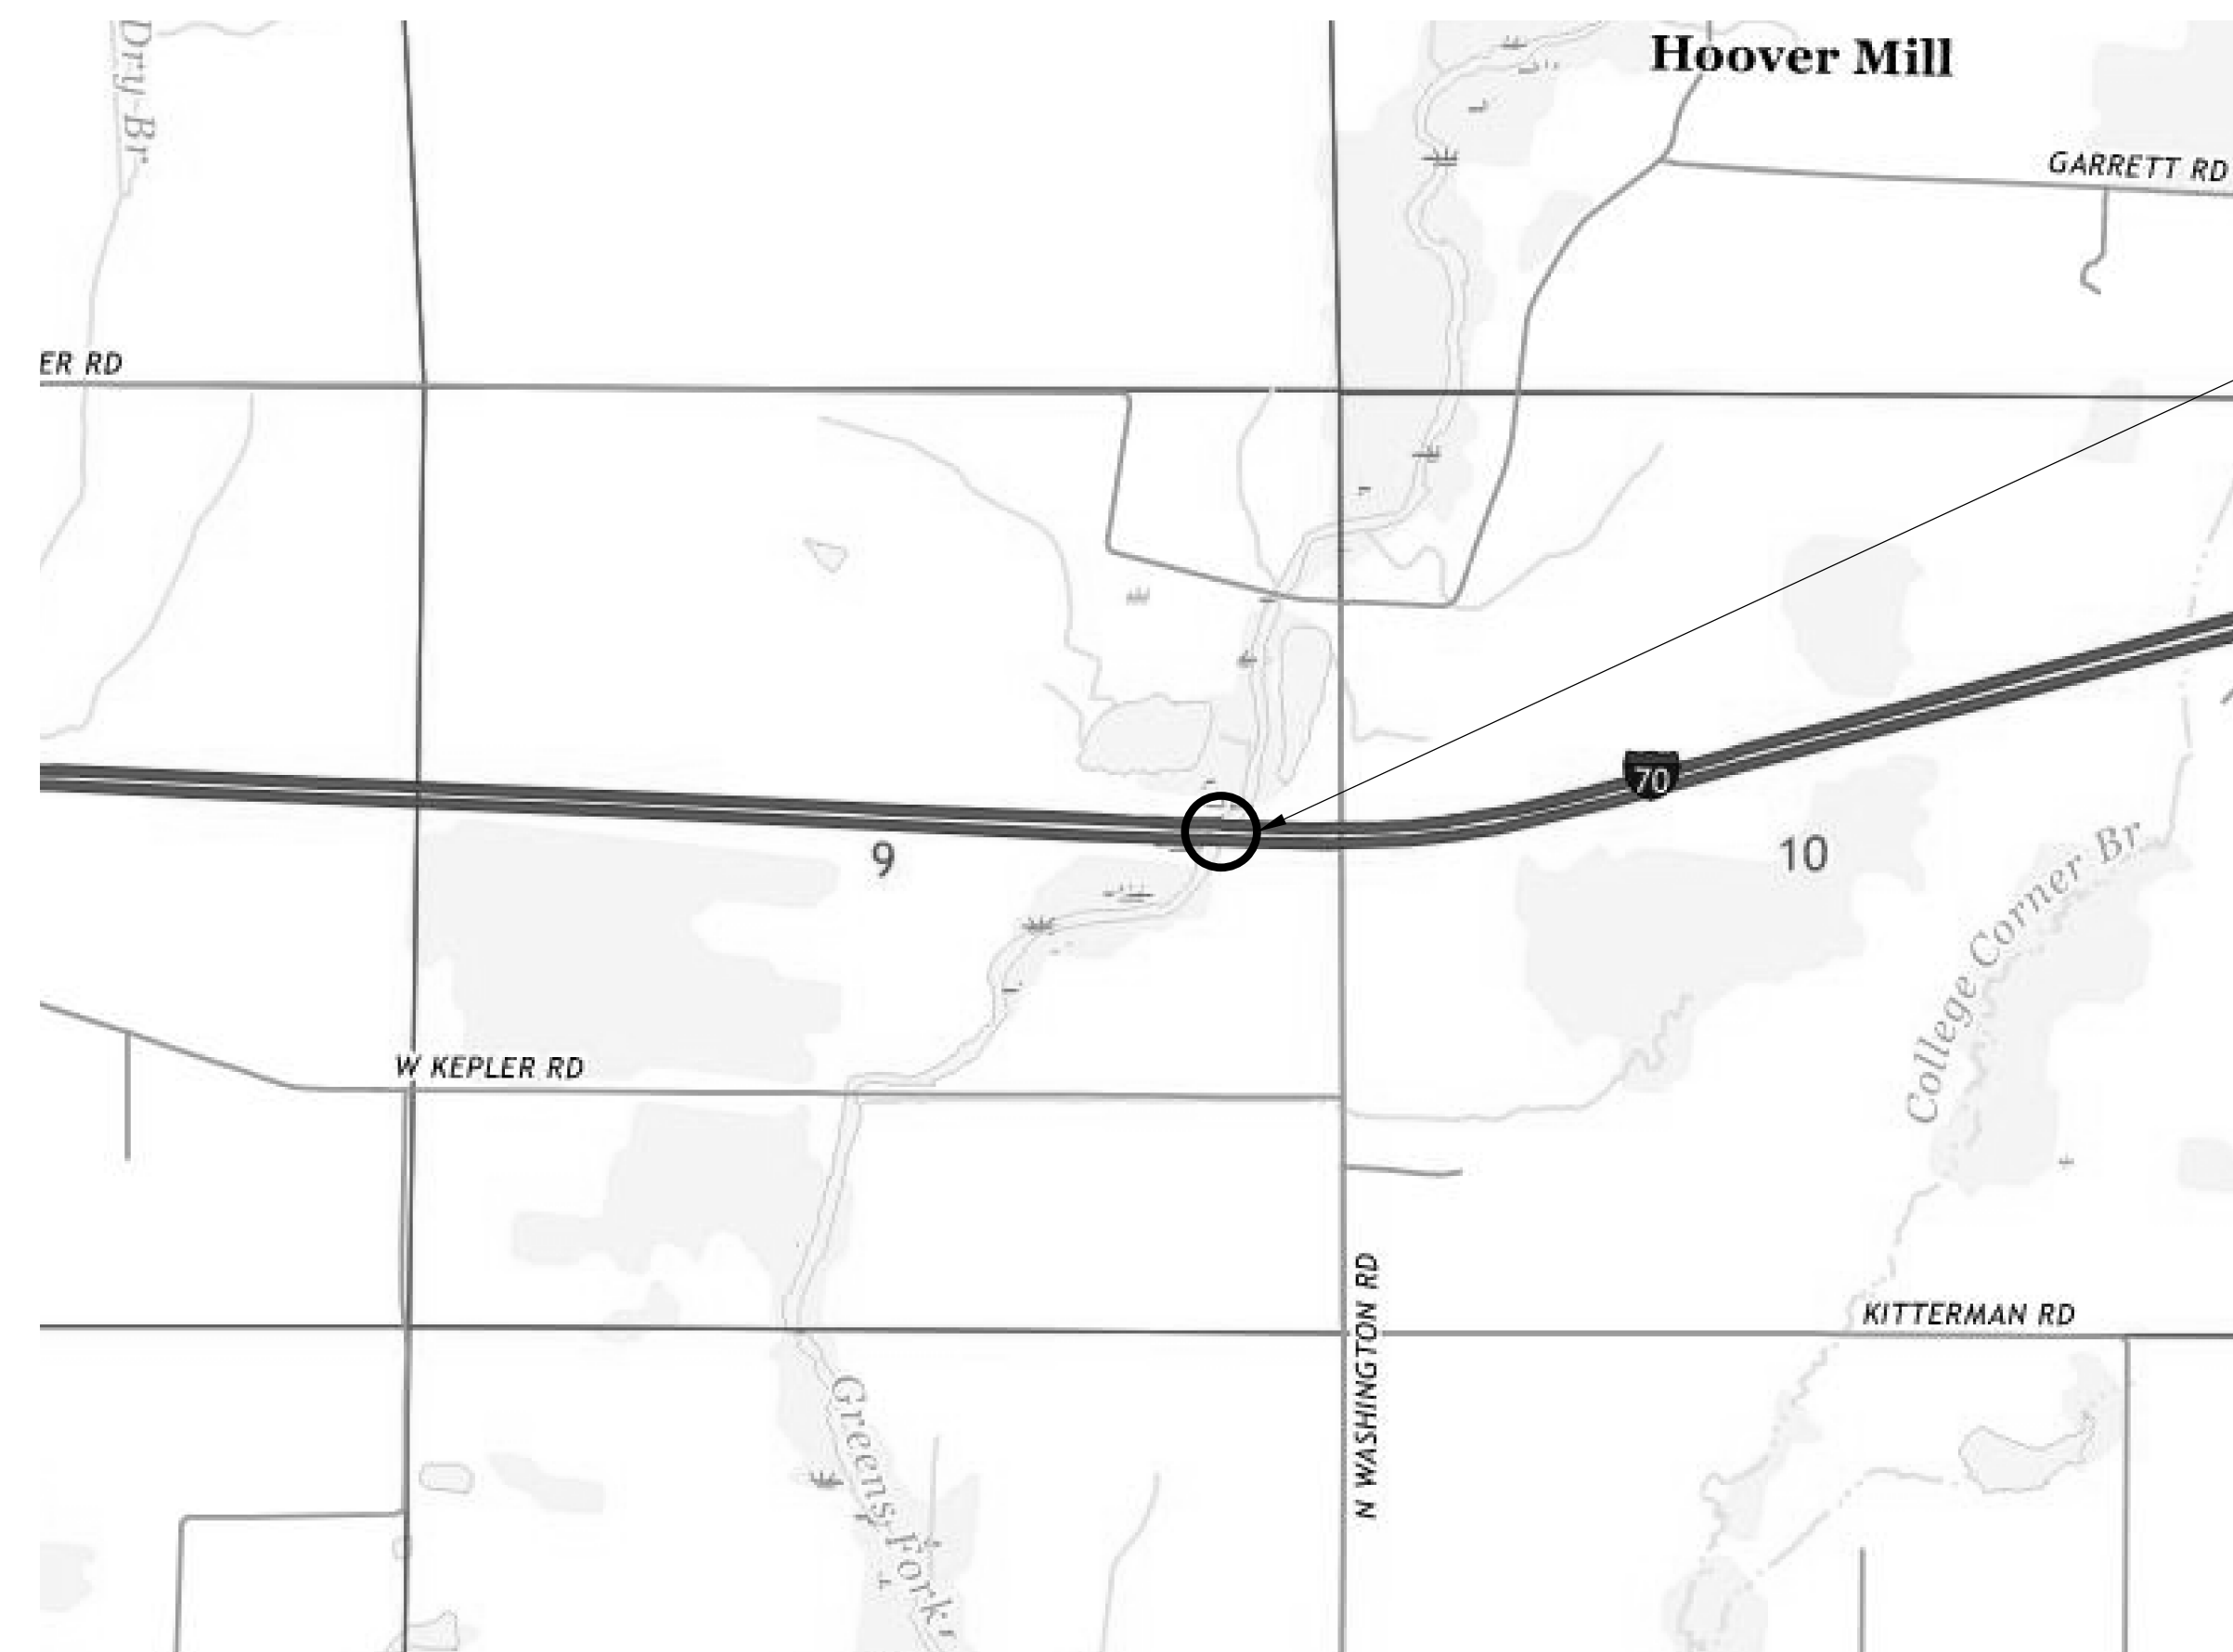 Hoover Mill
Dry Br
GARRETT RD
ER RD
70
9
10
College Corner Br
W KEPLER RD
N WASHINGTON RD
KITTERMAN RD
Greens Fork